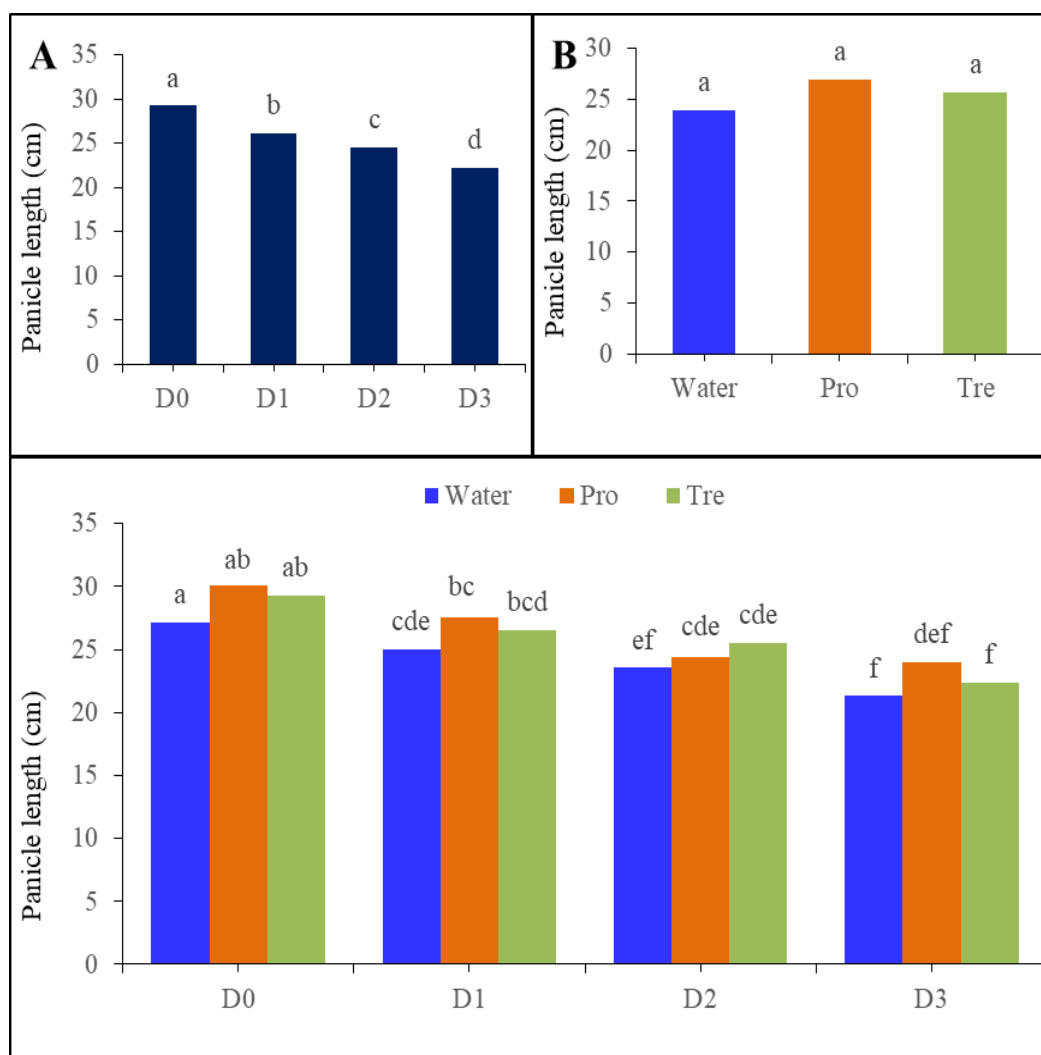 A
Panicle length (cm)
35
30
25
20
15
10
5
0
a
b
c
d
D0 D1 D2 D3
B
Panicle length (cm)
30
25
20
15
10
5
0
a
a
a
Water Pro Tre
Water Pro Tre
Panicle length (cm)
35
30
25
20
15
10
5
0
a ab ab
cde bc bcd
ef cde cde
f def f
D0 D1 D2 D3